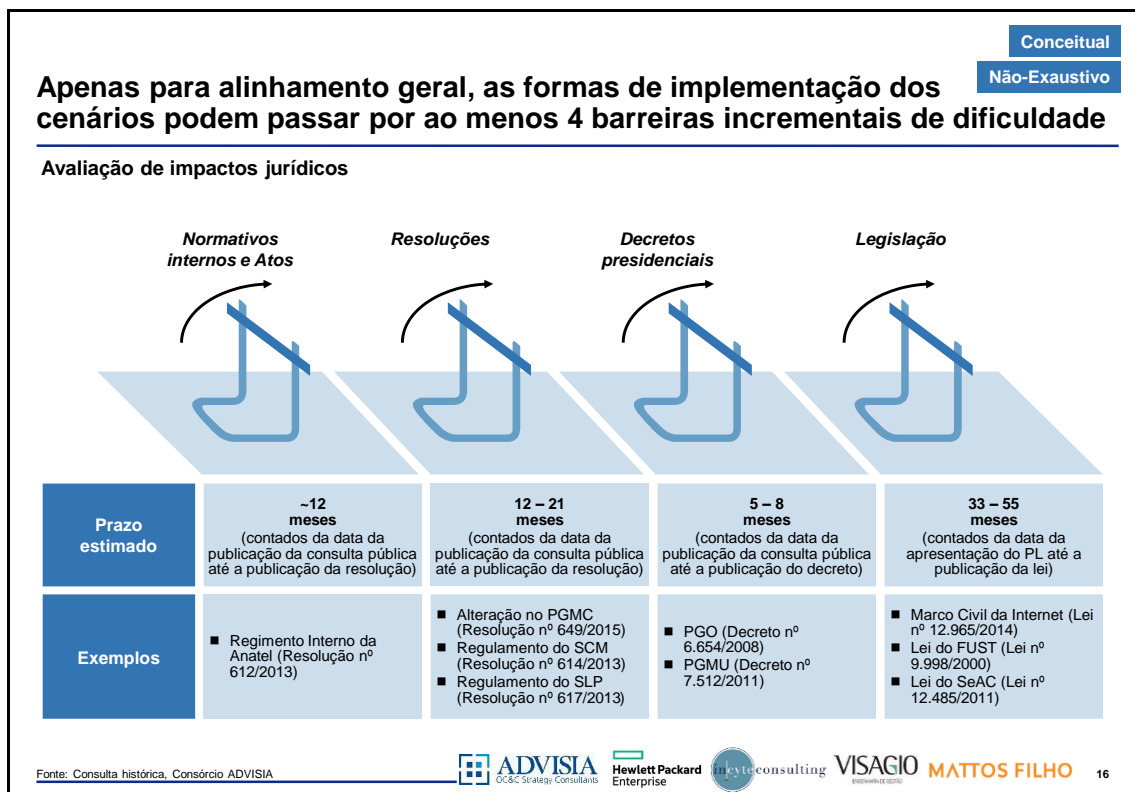 Conceitual
Não-Exaustivo
Apenas para alinhamento geral, as formas de implementação dos
cenários podem passar por ao menos 4 barreiras incrementais de dificuldade
Avaliação de impactos jurídicos
Normativos
internos e Atos
Resoluções
Decretos
presidenciais
Legislação
Prazo
estimado
~12
meses
(contados da data da
publicação da consulta pública
até a publicação da resolução)
12 – 21
meses
(contados da data da
publicação da consulta pública
até a publicação da resolução)
5 – 8
meses
(contados da data da
publicação da consulta pública
até a publicação do decreto)
33 – 55
meses
(contados da data da
apresentação do PL até a
publicação da lei)
Exemplos
■ Regimento Interno da
Anatel (Resolução nº
612/2013)
■ Alteração no PGMC
(Resolução nº 649/2015)
■ Regulamento do SCM
(Resolução nº 614/2013)
■ Regulamento do SLP
(Resolução nº 617/2013)
■ PGO (Decreto nº
6.654/2008)
■ PGMU (Decreto nº
7.512/2011)
■ Marco Civil da Internet (Lei
nº 12.965/2014)
■ Lei do FUST (Lei nº
9.998/2000)
■ Lei do SeAC (Lei nº
12.485/2011)
Fonte: Consulta histórica, Consórcio ADVISIA
ADVISIA
OC&C Strategy Consultants
Hewlett Packard
Enterprise
incyteconsulting
VISAGIO
ENGENHARIA DE GESTÃO
MATTOS FILHO
16